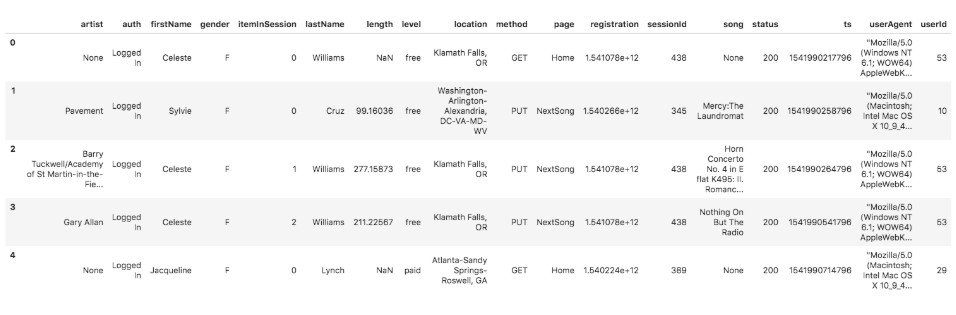 artist auth firstName gender itemInSession lastName length level location method page registration sessionId song status ts userAgent userId
0 None Logged In Celeste F 0 Williams NaN free Klamath Falls, OR GET Home 1.541078e+12 438 None 200 1541990217796 "Mozilla/5.0 (Windows NT 6.1; WOW64) AppleWebK... 53
1 Pavement Logged In Sylvie F 0 Cruz 99.16036 free Washington-Arlington-Alexandria, DC-VA-MD-WV PUT NextSong 1.540266e+12 345 Mercy:The Laundromat 200 1541990258796 "Mozilla/5.0 (Macintosh; Intel Mac OS X 10_9_4... 10
2 Barry Tuckwell/Academy of St Martin-in-the-Fie... Logged In Celeste F 1 Williams 277.15873 free Klamath Falls, OR PUT NextSong 1.541078e+12 438 Horn Concerto No. 4 in E flat K495: II. Romanc... 200 1541990264796 "Mozilla/5.0 (Windows NT 6.1; WOW64) AppleWebK... 53
3 Gary Allan Logged In Celeste F 2 Williams 211.22567 free Klamath Falls, OR PUT NextSong 1.541078e+12 438 Nothing On But The Radio 200 1541990541796 "Mozilla/5.0 (Windows NT 6.1; WOW64) AppleWebK... 53
4 None Logged In Jacqueline F 0 Lynch NaN paid Atlanta-Sandy Springs-Roswell, GA GET Home 1.540224e+12 389 None 200 1541990714796 "Mozilla/5.0 (Macintosh; Intel Mac OS X 10_9_4... 29